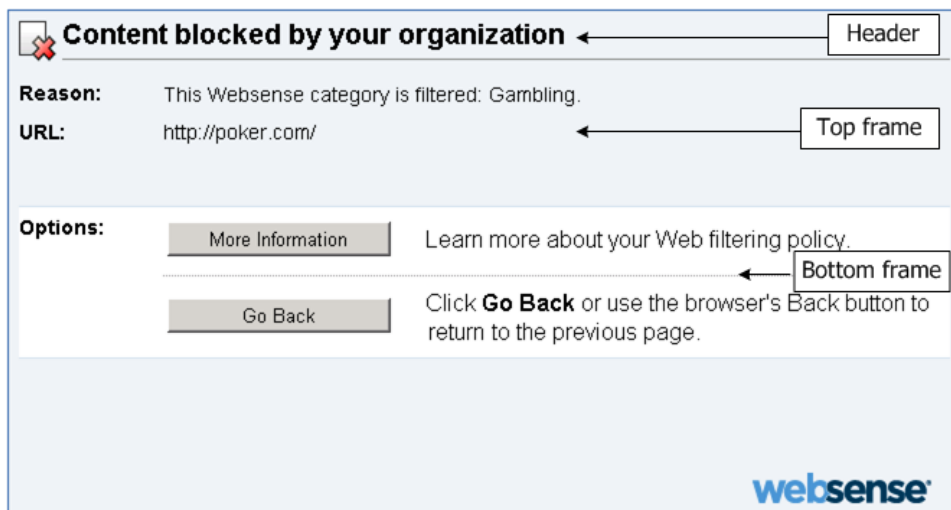 Content blocked by your organization
Header
Reason: This Websense category is filtered: Gambling.
URL: http://poker.com/
Top frame
Options:
More Information
Learn more about your Web filtering policy.
Bottom frame
Go Back
Click Go Back or use the browser's Back button to
return to the previous page.
websense